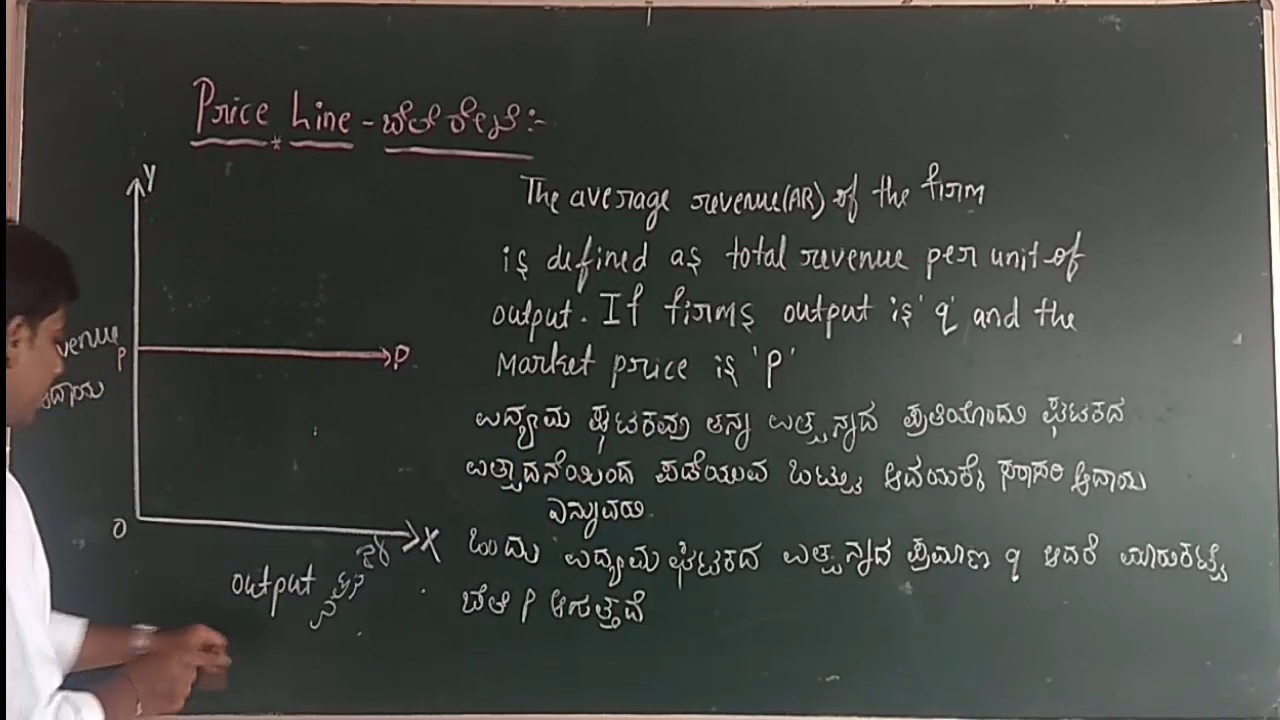 Price Line - ಬೆಲೆ ರೇಖೆ :-
Y
The average revenue(AR) of the firm
is defined as total revenue per unit of
output. If firms output is 'q' and the
Market price is 'P'
venue
P
P
ಉದ್ಯಮ ಘಟಕವು ತನ್ನ ಉತ್ಪನ್ನದ ಪ್ರತಿಯೊಂದು ಘಟಕದ
ಉತ್ಪಾದನೆಯಿಂದ ಪಡೆಯುವ ಒಟ್ಟು ಆದಾಯಕ್ಕೆ ಸರಾಸರಿ ಆದಾಯ
ಎನ್ನುವರು.
ಒಂದು ಉದ್ಯಮ ಘಟಕದ ಉತ್ಪನ್ನದ ಪ್ರಮಾಣ q ಆದರೆ ಮಾರುಕಟ್ಟೆ
ಬೆಲೆ P ಆಗುತ್ತದೆ
O
X
output